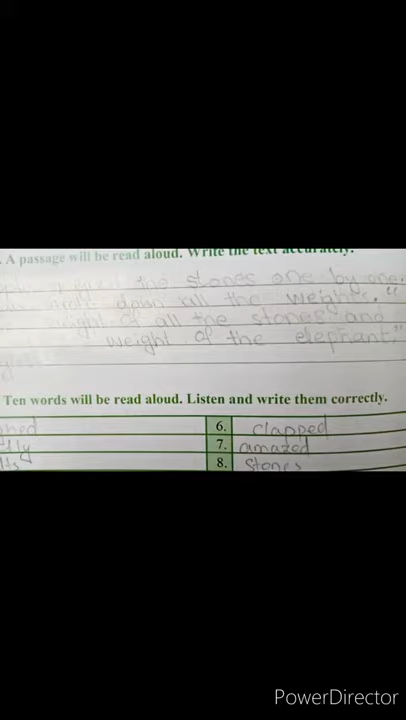 A passage will be read aloud. Write the text accurately.
the stones one by one.
down all the weights."
weight of all the stones and
weight of the elephant."
Ten words will be read aloud. Listen and write them correctly.
6. clapped
7. amazed
8. stones
PowerDirector